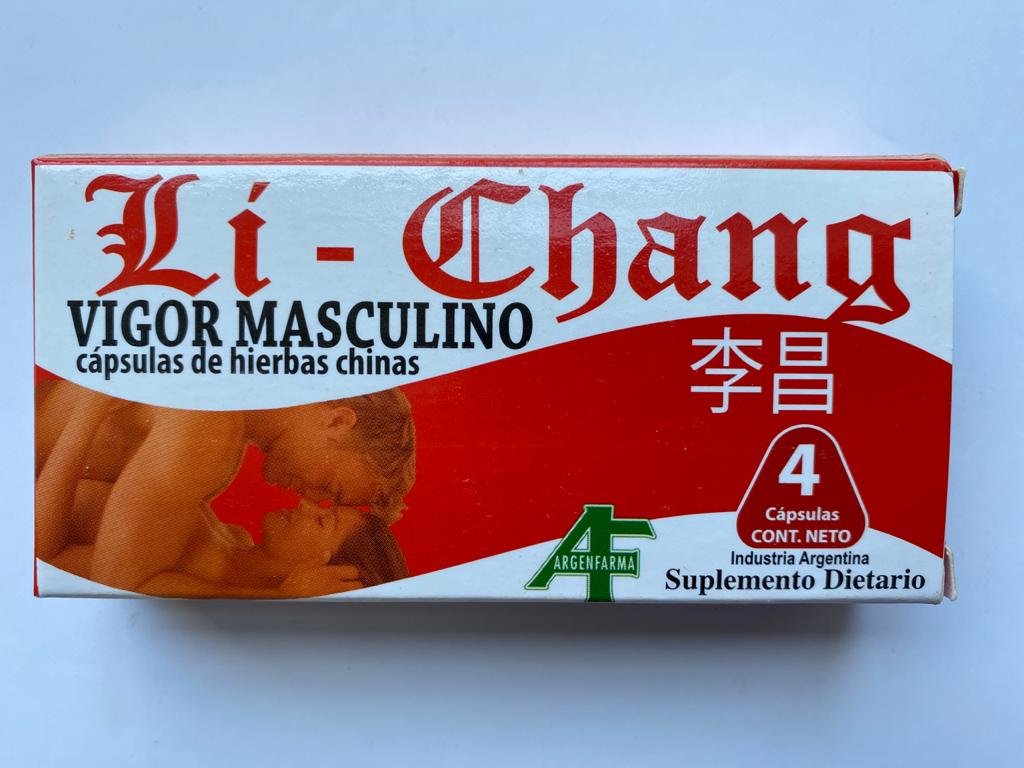 Li - Chang
VIGOR MASCULINO
cápsulas de hierbas chinas
李昌
4
Cápsulas
CONT. NETO
AF
ARGENFARMA
Industria Argentina
Suplemento Dietario